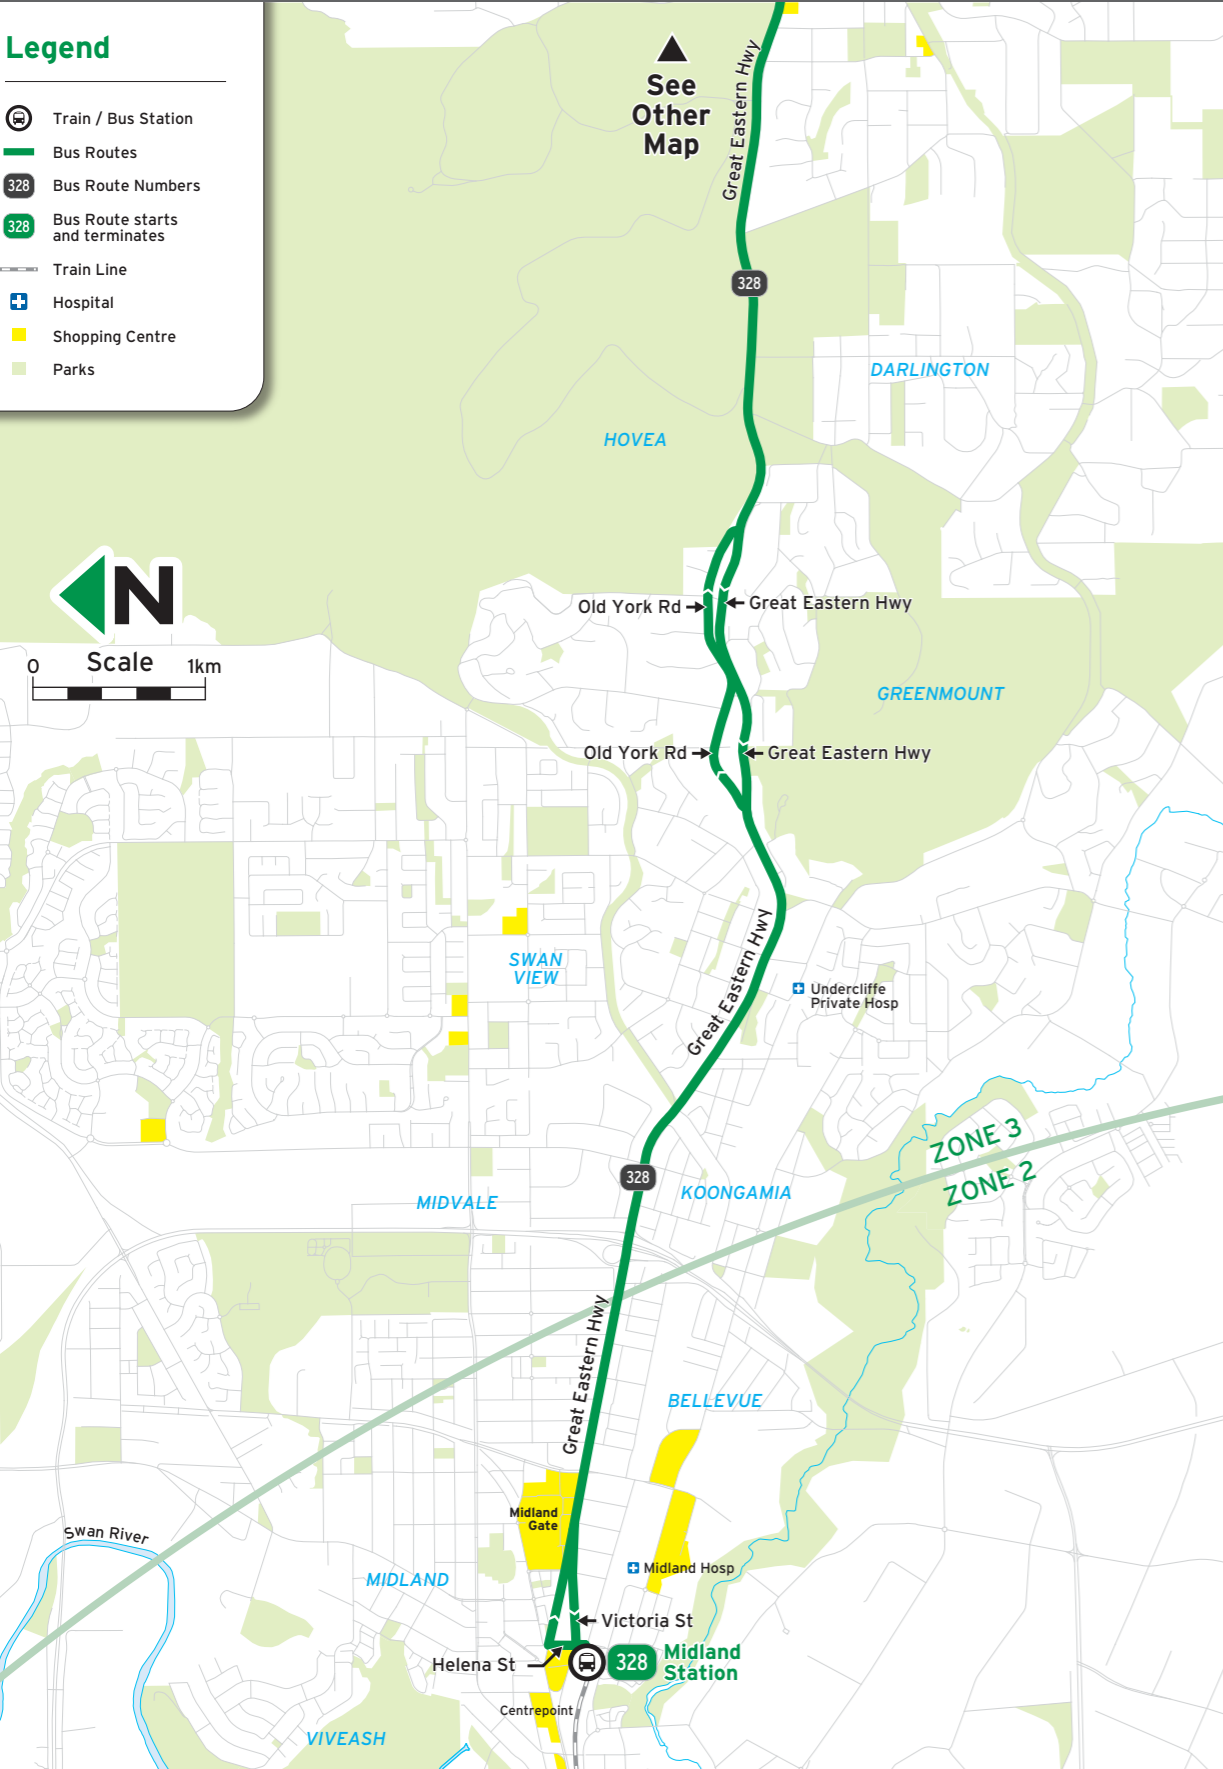 Legend
Train / Bus Station
Bus Routes
328 Bus Route Numbers
328 Bus Route starts
and terminates
Train Line
Hospital
Shopping Centre
Parks
See
Other
Map
Great Eastern Hwy
328
DARLINGTON
HOVEA
N
Scale
0 1km
Old York Rd
Great Eastern Hwy
GREENMOUNT
Old York Rd
Great Eastern Hwy
Great Eastern Hwy
SWAN
VIEW
Undercliffe
Private Hosp
ZONE 3
ZONE 2
328
KOONGAMIA
MIDVALE
Great Eastern Hwy
BELLEVUE
Midland
Gate
Swan River
MIDLAND
Midland Hosp
Victoria St
Helena St
328
Midland
Station
Centrepoint
VIVEASH